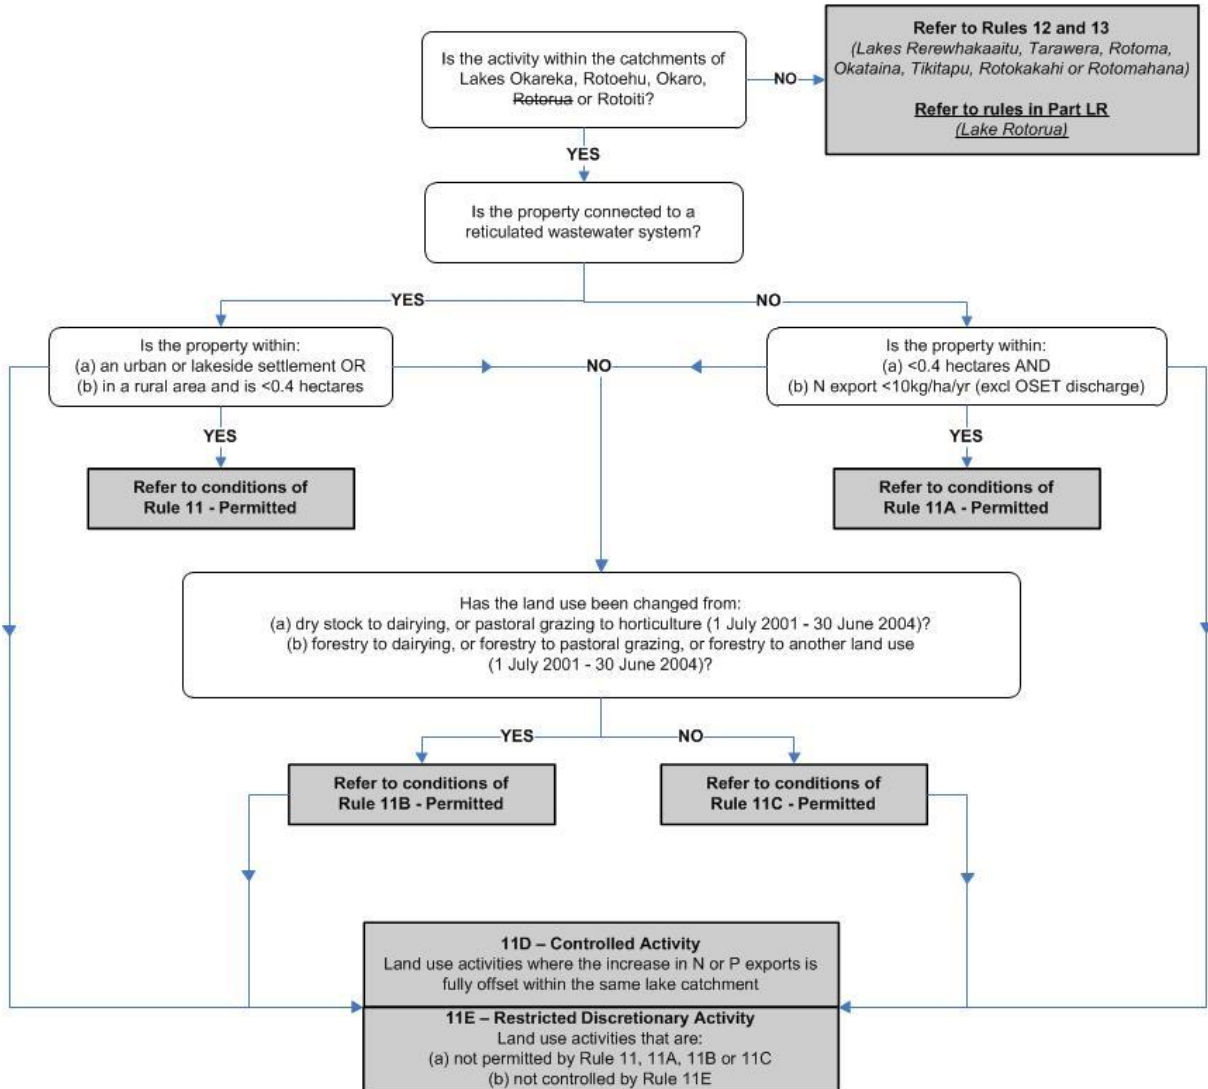 Is the activity within the catchments of
Lakes Okareka, Rotoehu, Okaro,
Rotorua or Rotoiti?
NO
Refer to Rules 12 and 13
(Lakes Rerewhakaaitu, Tarawera, Rotoma,
Okataina, Tikitapu, Rotokakahi or Rotomahana)
Refer to rules in Part LR
(Lake Rotorua)
YES
Is the property connected to a
reticulated wastewater system?
YES
NO
Is the property within:
(a) an urban or lakeside settlement OR
(b) in a rural area and is <0.4 hectares
NO
Is the property within:
(a) <0.4 hectares AND
(b) N export <10kg/ha/yr (excl OSET discharge)
YES
YES
Refer to conditions of
Rule 11 - Permitted
Refer to conditions of
Rule 11A - Permitted
Has the land use been changed from:
(a) dry stock to dairying, or pastoral grazing to horticulture (1 July 2001 - 30 June 2004)?
(b) forestry to dairying, or forestry to pastoral grazing, or forestry to another land use
(1 July 2001 - 30 June 2004)?
YES
NO
Refer to conditions of
Rule 11B - Permitted
Refer to conditions of
Rule 11C - Permitted
11D – Controlled Activity
Land use activities where the increase in N or P exports is
fully offset within the same lake catchment
11E – Restricted Discretionary Activity
Land use activities that are:
(a) not permitted by Rule 11, 11A, 11B or 11C
(b) not controlled by Rule 11E